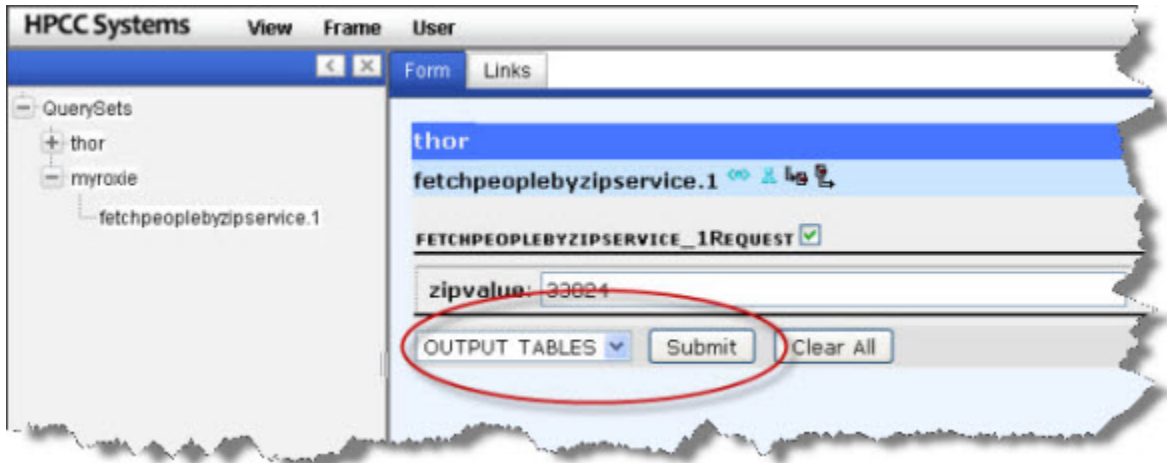 HPCC Systems View Frame User
Form Links
QuerySets
thor
myroxie
fetchpeoplebyzipservice.1
thor
fetchpeoplebyzipservice.1
FETCHPEOPLEBYZIPSERVICE_1REQUEST
zipvalue: 33024
OUTPUT TABLES Submit Clear All